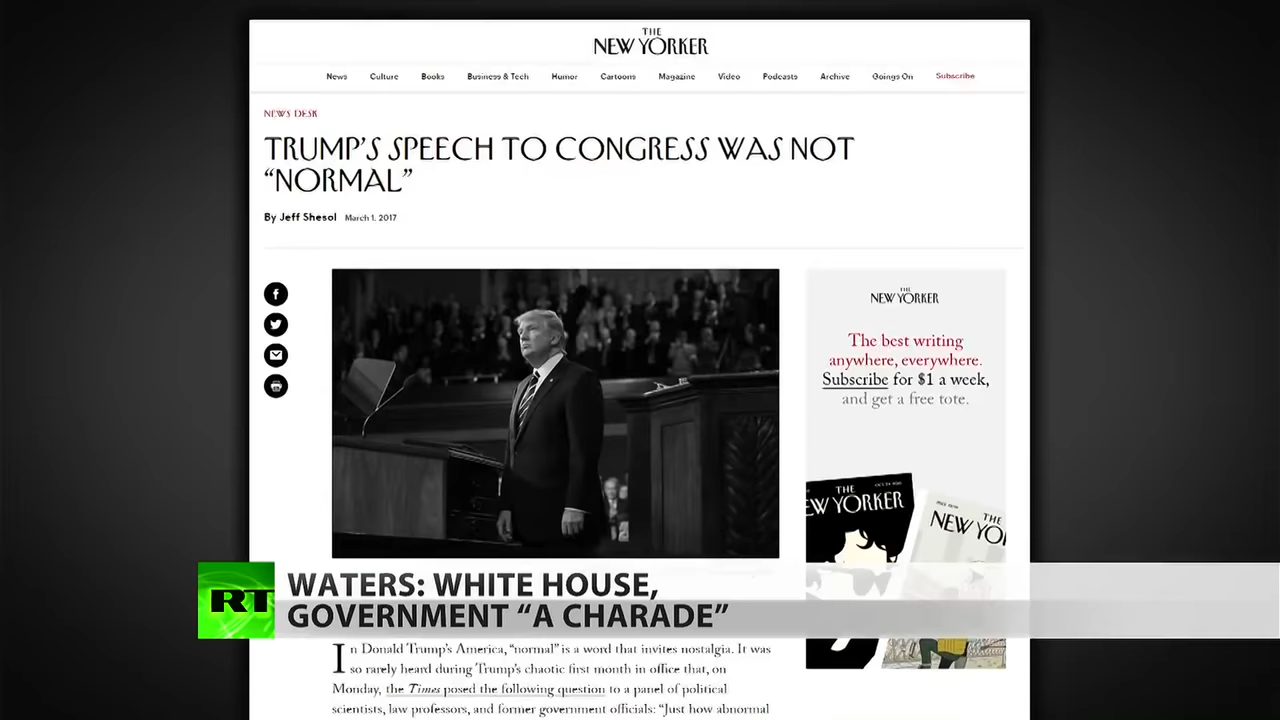 THE
NEW YORKER
News Culture Books Business & Tech Humor Cartoons Magazine Video Podcasts Archive Goings On Subscribe
NEWS DESK
TRUMP'S SPEECH TO CONGRESS WAS NOT
“NORMAL”
By Jeff Shesol March 1, 2017
THE
NEW YORKER
The best writing
anywhere, everywhere.
Subscribe for $1 a week,
and get a free tote.
THE
NEW YORKER
THE
NEW YO
RT
WATERS: WHITE HOUSE,
GOVERNMENT “A CHARADE”
In Donald Trump's America, “normal” is a word that invites nostalgia. It was
so rarely heard during Trump's chaotic first month in office that, on
Monday, the Times posed the following question to a panel of political
scientists, law professors, and former government officials: “Just how abnormal